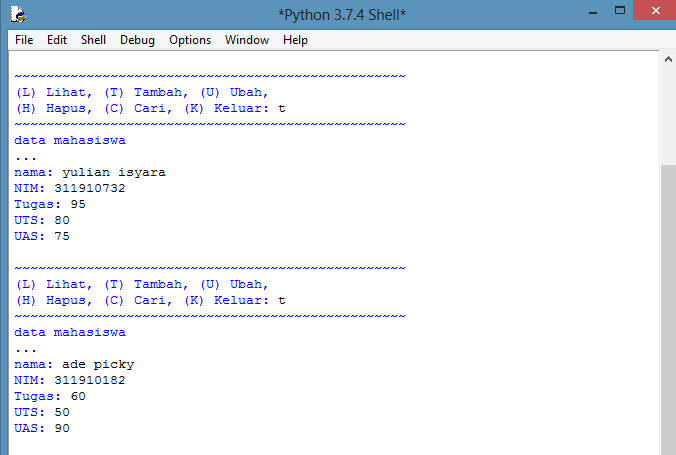 *Python 3.7.4 Shell*
File Edit Shell Debug Options Window Help
~~~~~~~~~~~~~~~~~~~~~~~~~~~~~~~~~~~~~~~~~~~~~~~~~
(L) Lihat, (T) Tambah, (U) Ubah,
(H) Hapus, (C) Cari, (K) Keluar: t
~~~~~~~~~~~~~~~~~~~~~~~~~~~~~~~~~~~~~~~~~~~~~~~~~
data mahasiswa
...
nama: yulian isyara
NIM: 311910732
Tugas: 95
UTS: 80
UAS: 75
~~~~~~~~~~~~~~~~~~~~~~~~~~~~~~~~~~~~~~~~~~~~~~~~~
(L) Lihat, (T) Tambah, (U) Ubah,
(H) Hapus, (C) Cari, (K) Keluar: t
~~~~~~~~~~~~~~~~~~~~~~~~~~~~~~~~~~~~~~~~~~~~~~~~~
data mahasiswa
...
nama: ade picky
NIM: 311910182
Tugas: 60
UTS: 50
UAS: 90